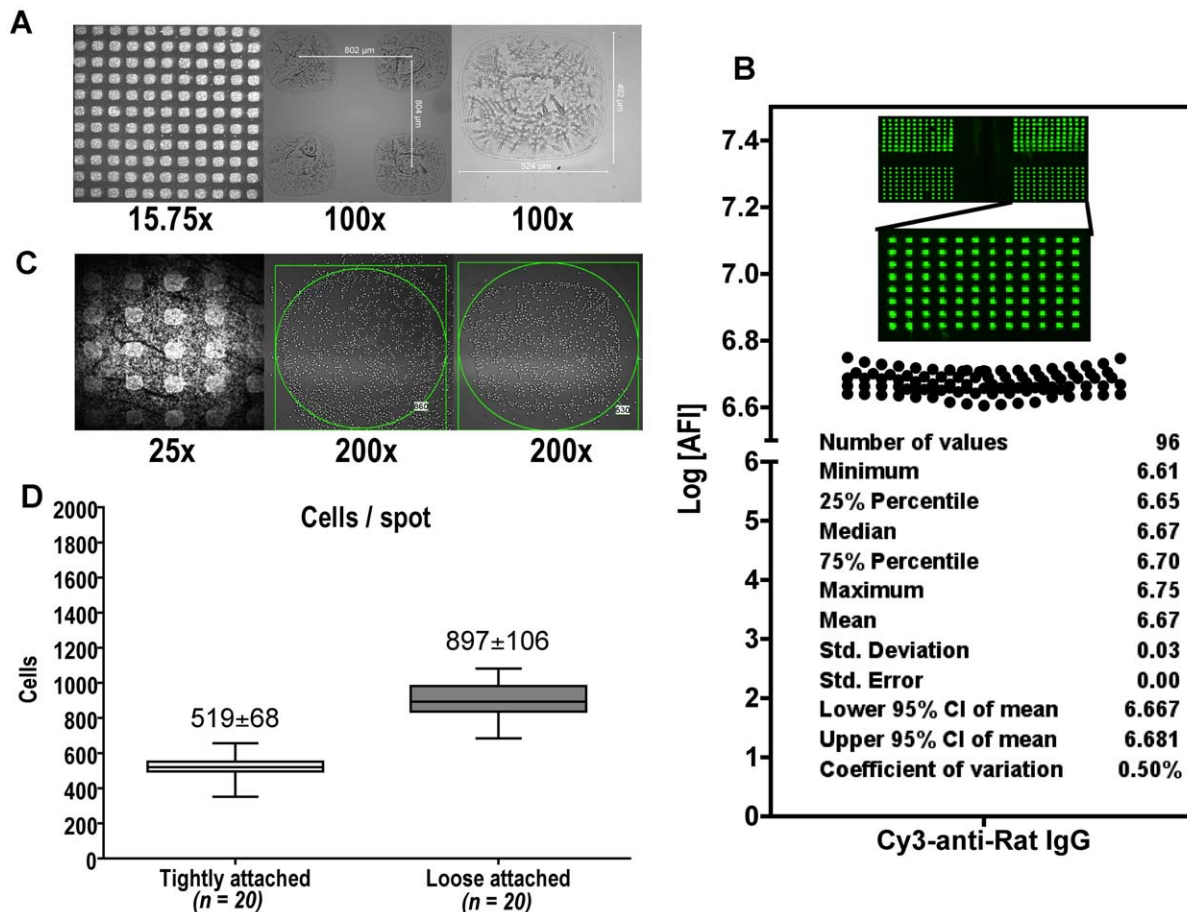 A
802 µm
804 µm
492 µm
524 µm
15.75x 100x 100x
C
860
530
25x 200x 200x
D
Cells / spot
2000
1800
1600
1400
1200
1000
800
600
400
200
0
Cells
519±68
897±106
Tightly attached Loose attached
(n = 20) (n = 20)
B
7.4
7.2
7.0
6.8
6.6
6
5
4
3
2
1
0
Log [AFI]
Number of values 96
Minimum 6.61
25% Percentile 6.65
Median 6.67
75% Percentile 6.70
Maximum 6.75
Mean 6.67
Std. Deviation 0.03
Std. Error 0.00
Lower 95% CI of mean 6.667
Upper 95% CI of mean 6.681
Coefficient of variation 0.50%
Cy3-anti-Rat IgG